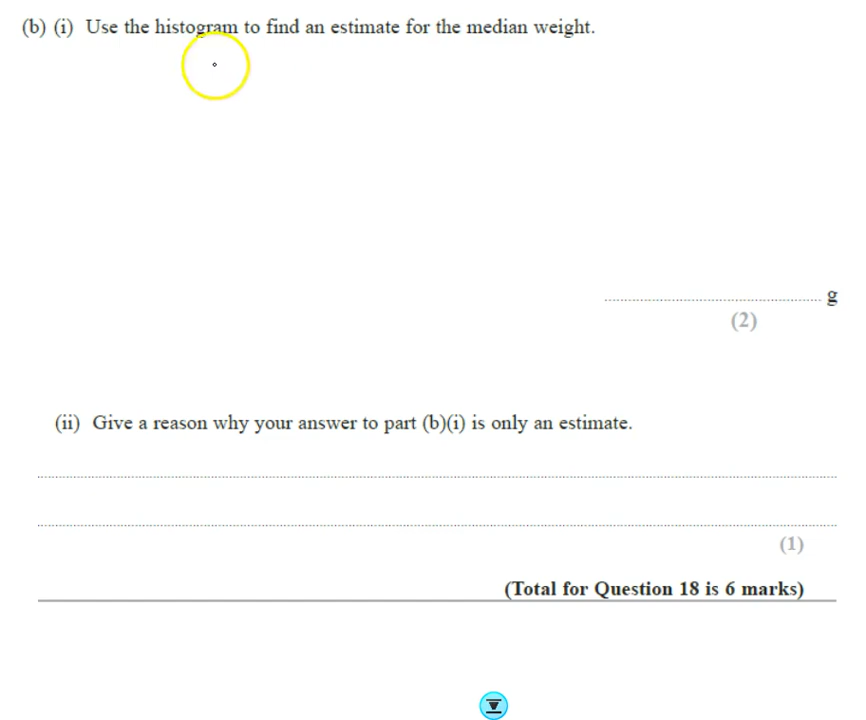 (b) (i) Use the histogram to find an estimate for the median weight.
g
(2)
(ii) Give a reason why your answer to part (b)(i) is only an estimate.
(1)
(Total for Question 18 is 6 marks)